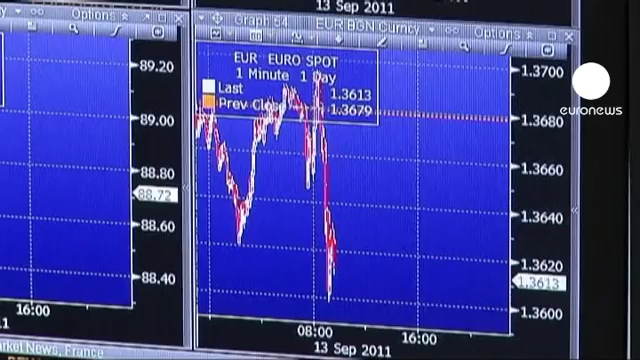 13 Sep 2011
Options
Graph 64
EUR BGN Curncy
Options
EUR EURO SPOT
1 Minute 1 Day
Last 1.3613
Prev Close 1.3679
89.20
89.00
88.80
88.72
88.60
88.40
16:00
1.3700
1.3680
1.3660
1.3640
1.3620
1.3613
1.3600
08:00
16:00
13 Sep 2011
Market News, France
euronews